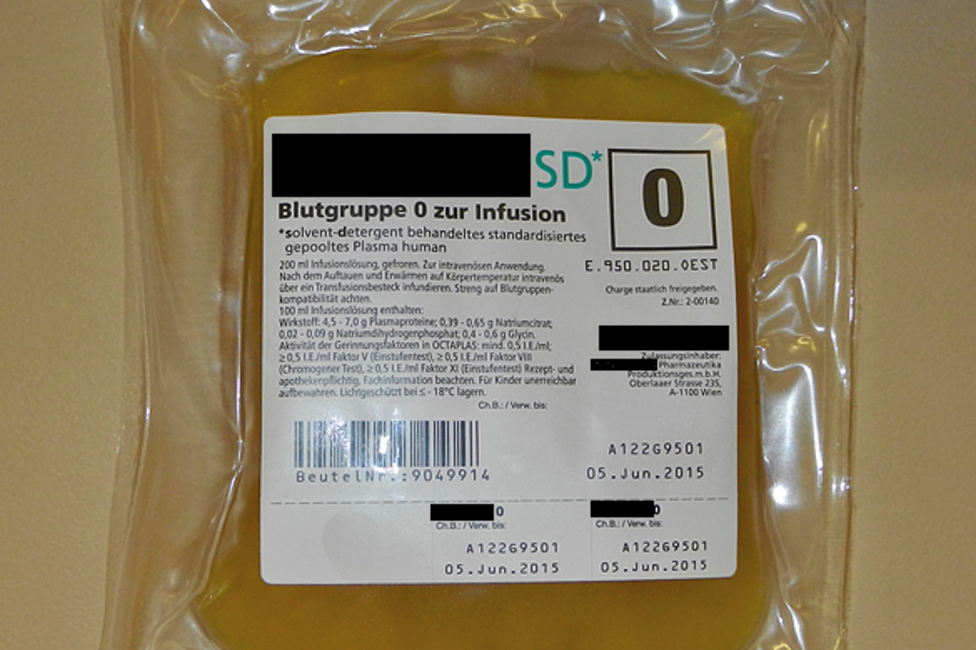 SD*
0
Blutgruppe 0 zur Infusion
*solvent-detergent behandeltes standardisiertes
gepooltes Plasma human
200 ml Infusionslösung, gefroren. Zur intravenösen Anwendung.
Nach dem Auftauen und Erwärmen auf Körpertemperatur intravenös
über ein Transfusionsbesteck infundieren. Streng auf Blutgruppen-
kompatibilität achten.
100 ml Infusionslösung enthalten:
Wirkstoff: 4,5 - 7,0 g Plasmaproteine; 0,39 - 0,65 g Natriumcitrat;
0,02 - 0,09 g Natriumdihydrogenphosphat; 0,4 - 0,6 g Glycin.
Aktivität der Gerinnungsfaktoren in OCTAPLAS: mind. 0,5 I.E./ml;
≥ 0,5 I.E./ml Faktor V (Einstufentest), ≥ 0,5 I.E./ml Faktor VIII
(Chromogener Test), ≥ 0,5 I.E./ml Faktor XI (Einstufentest) Rezept- und
apothekenpflichtig, Fachinformation beachten. Für Kinder unerreichbar
aufbewahren. Lichtgeschützt bei ≤ - 18°C lagern.
E.950.020.0EST
Charge staatlich freigegeben.
Z.Nr.: 2-00140
Zulassungsinhaber:
Pharmazeutika
Produktionsges.m.b.H.
Oberlaaer Strasse 235,
A-1100 Wien
Ch.B.: / Verw. bis:
A122G9501
05.Jun.2015
BeutelNr.:9049914
0
Ch.B.: / Verw. bis:
A122G9501
05.Jun.2015
0
Ch.B.: / Verw. bis:
A122G9501
05.Jun.2015